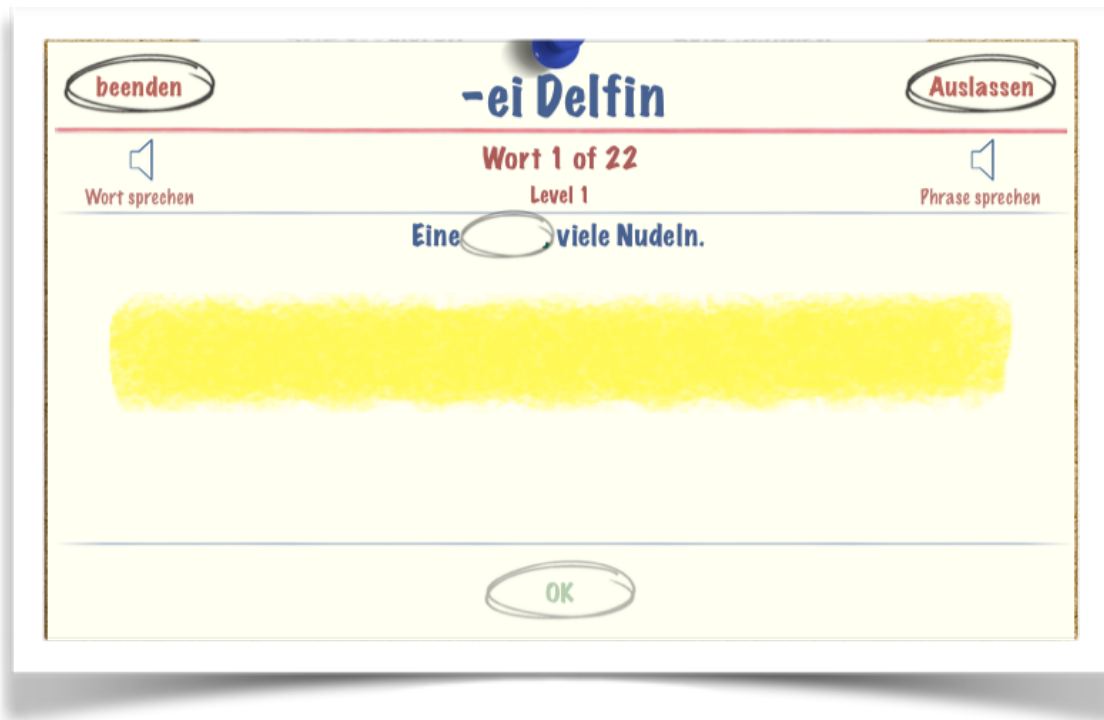 beenden
-ei Delfin
Auslassen
Wort 1 of 22
Wort sprechen
Level 1
Phrase sprechen
Eine , viele Nudeln.
OK